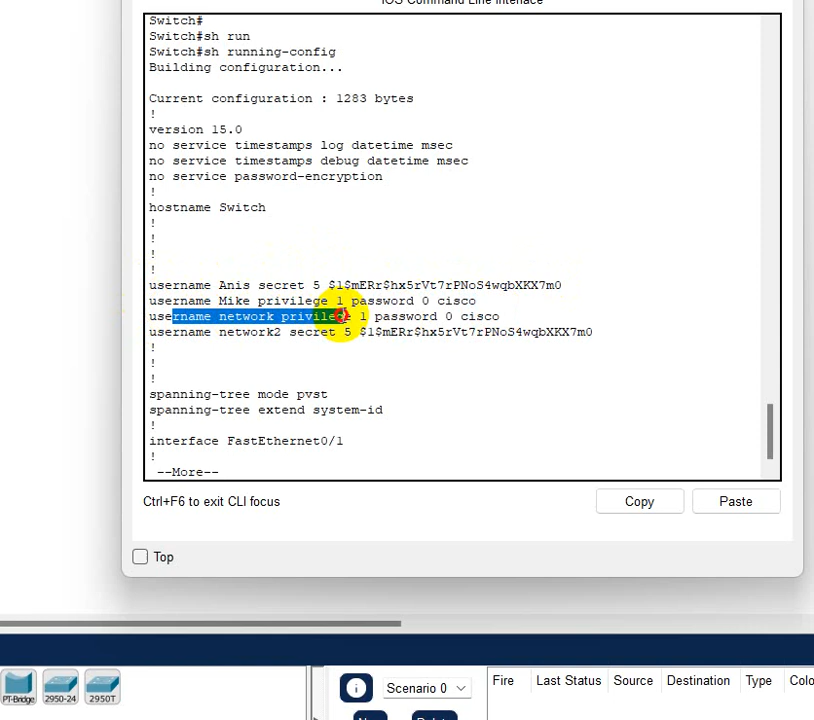 IOS Command Line Interface
Switch#
Switch#sh run
Switch#sh running-config
Building configuration...
Current configuration : 1283 bytes
!
version 15.0
no service timestamps log datetime msec
no service timestamps debug datetime msec
no service password-encryption
!
hostname Switch
!
!
!
!
username Anis secret 5 $1$mERr$hx5rVt7rPNoS4wqbXKX7m0
username Mike privilege 1 password 0 cisco
username network privilege 1 password 0 cisco
username network2 secret 5 $1$mERr$hx5rVt7rPNoS4wqbXKX7m0
!
!
!
spanning-tree mode pvst
spanning-tree extend system-id
!
interface FastEthernet0/1
!
--More--
Ctrl+F6 to exit CLI focus
Copy
Paste
Top
PT-Bridge
2950-24
2950T
Scenario 0
Fire
Last Status
Source
Destination
Type